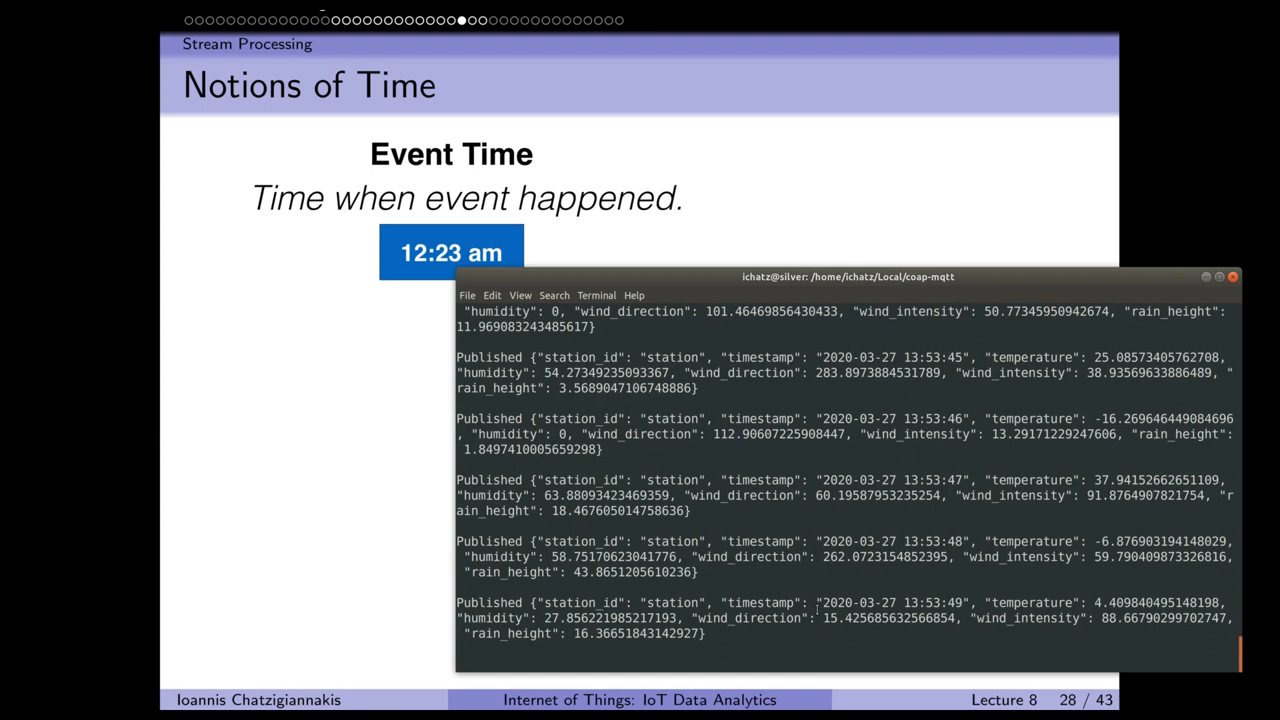 Stream Processing
Notions of Time
Event Time
Time when event happened.
12:23 am
ichatz@silver: /home/ichatz/Local/coap-mqtt
File Edit View Search Terminal Help
"humidity": 0, "wind_direction": 101.46469856430433, "wind_intensity": 50.77345950942674, "rain_height":
11.969083243485617}
Published {"station_id": "station", "timestamp": "2020-03-27 13:53:45", "temperature": 25.08573405762708,
"humidity": 54.27349235093367, "wind_direction": 283.8973884531789, "wind_intensity": 38.93569633886489, "
rain_height": 3.5689047106748886}
Published {"station_id": "station", "timestamp": "2020-03-27 13:53:46", "temperature": -16.269646449084696
, "humidity": 0, "wind_direction": 112.90607225908447, "wind_intensity": 13.29171229247606, "rain_height":
1.8497410005659298}
Published {"station_id": "station", "timestamp": "2020-03-27 13:53:47", "temperature": 37.94152662651109,
"humidity": 63.88093423469359, "wind_direction": 60.19587953235254, "wind_intensity": 91.8764907821754, "r
ain_height": 18.467605014758636}
Published {"station_id": "station", "timestamp": "2020-03-27 13:53:48", "temperature": -6.876903194148029,
"humidity": 58.75170623041776, "wind_direction": 262.0723154852395, "wind_intensity": 59.790409873326816,
"rain_height": 43.8651205610236}
Published {"station_id": "station", "timestamp": "2020-03-27 13:53:49", "temperature": 4.409840495148198,
"humidity": 27.856221985217193, "wind_direction": 15.425685632566854, "wind_intensity": 88.66790299702747,
"rain_height": 16.36651843142927}
Ioannis Chatzigiannakis Internet of Things: IoT Data Analytics Lecture 8 28 / 43